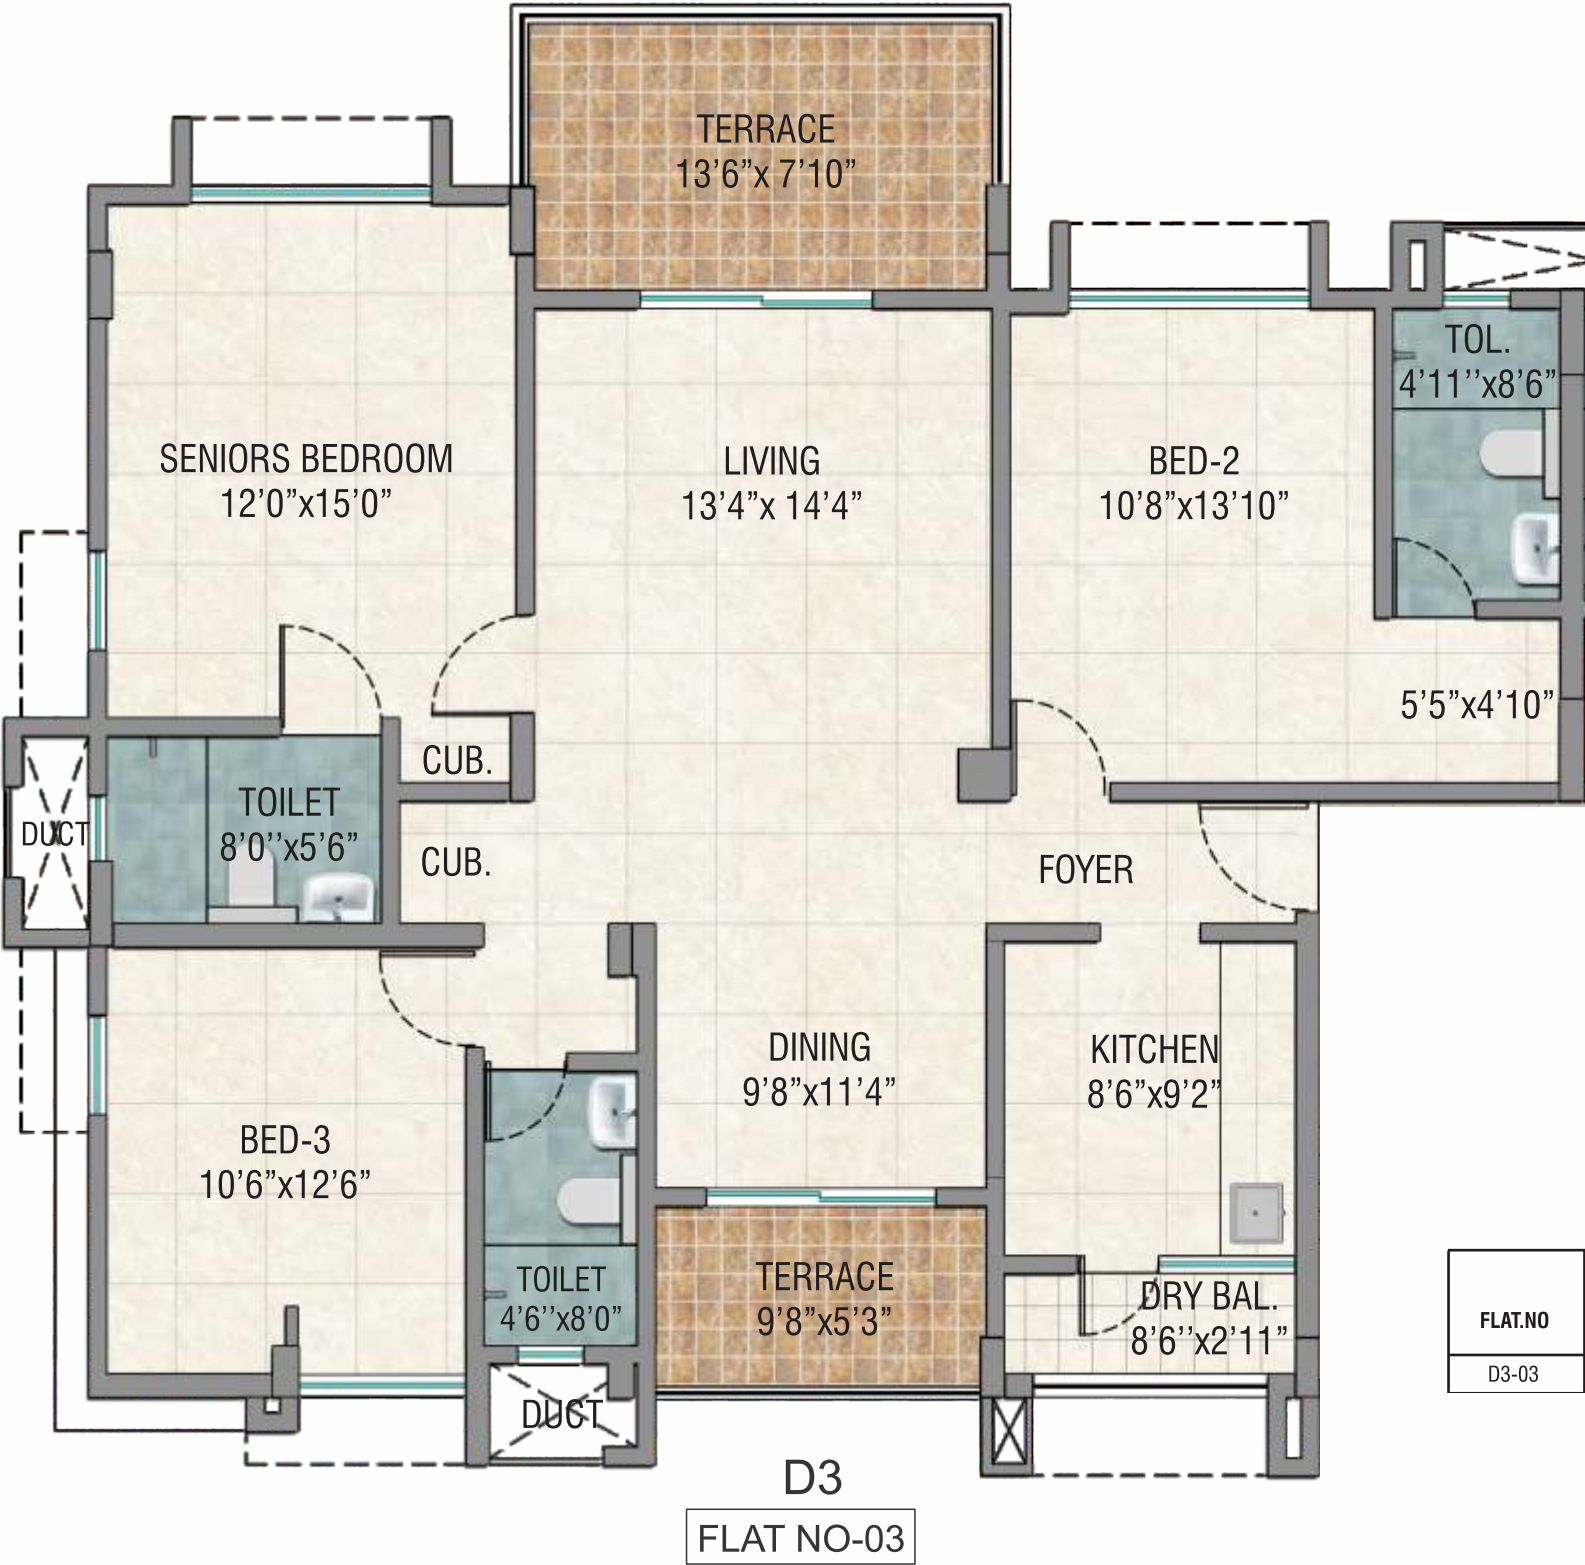 TERRACE
13'6”x 7'10”
TOL.
4'11''x8'6”
SENIORS BEDROOM
12'0”x15'0”
LIVING
13'4”x 14'4”
BED-2
10'8”x13'10”
5'5”x4'10”
CUB.
TOILET
8'0''x5'6”
DUCT
CUB.
FOYER
DINING
9'8”x11'4”
KITCHEN
8'6”x9'2”
BED-3
10'6”x12'6”
TOILET
4'6''x8'0”
TERRACE
9'8”x5'3”
DRY BAL.
8'6''x2'11”
FLAT.NO
D3-03
DUCT
D3
FLAT NO-03